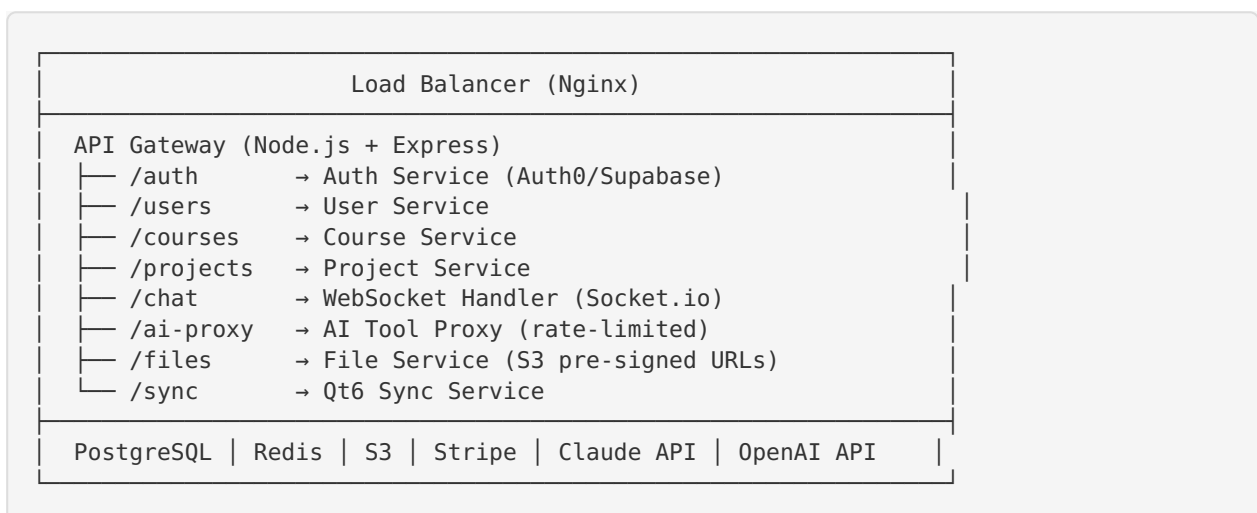 Load Balancer (Nginx)
API Gateway (Node.js + Express)
├── /auth → Auth Service (Auth0/Supabase)
├── /users → User Service
├── /courses → Course Service
├── /projects → Project Service
├── /chat → WebSocket Handler (Socket.io)
├── /ai-proxy → AI Tool Proxy (rate-limited)
├── /files → File Service (S3 pre-signed URLs)
└── /sync → Qt6 Sync Service
PostgreSQL │ Redis │ S3 │ Stripe │ Claude API │ OpenAI API